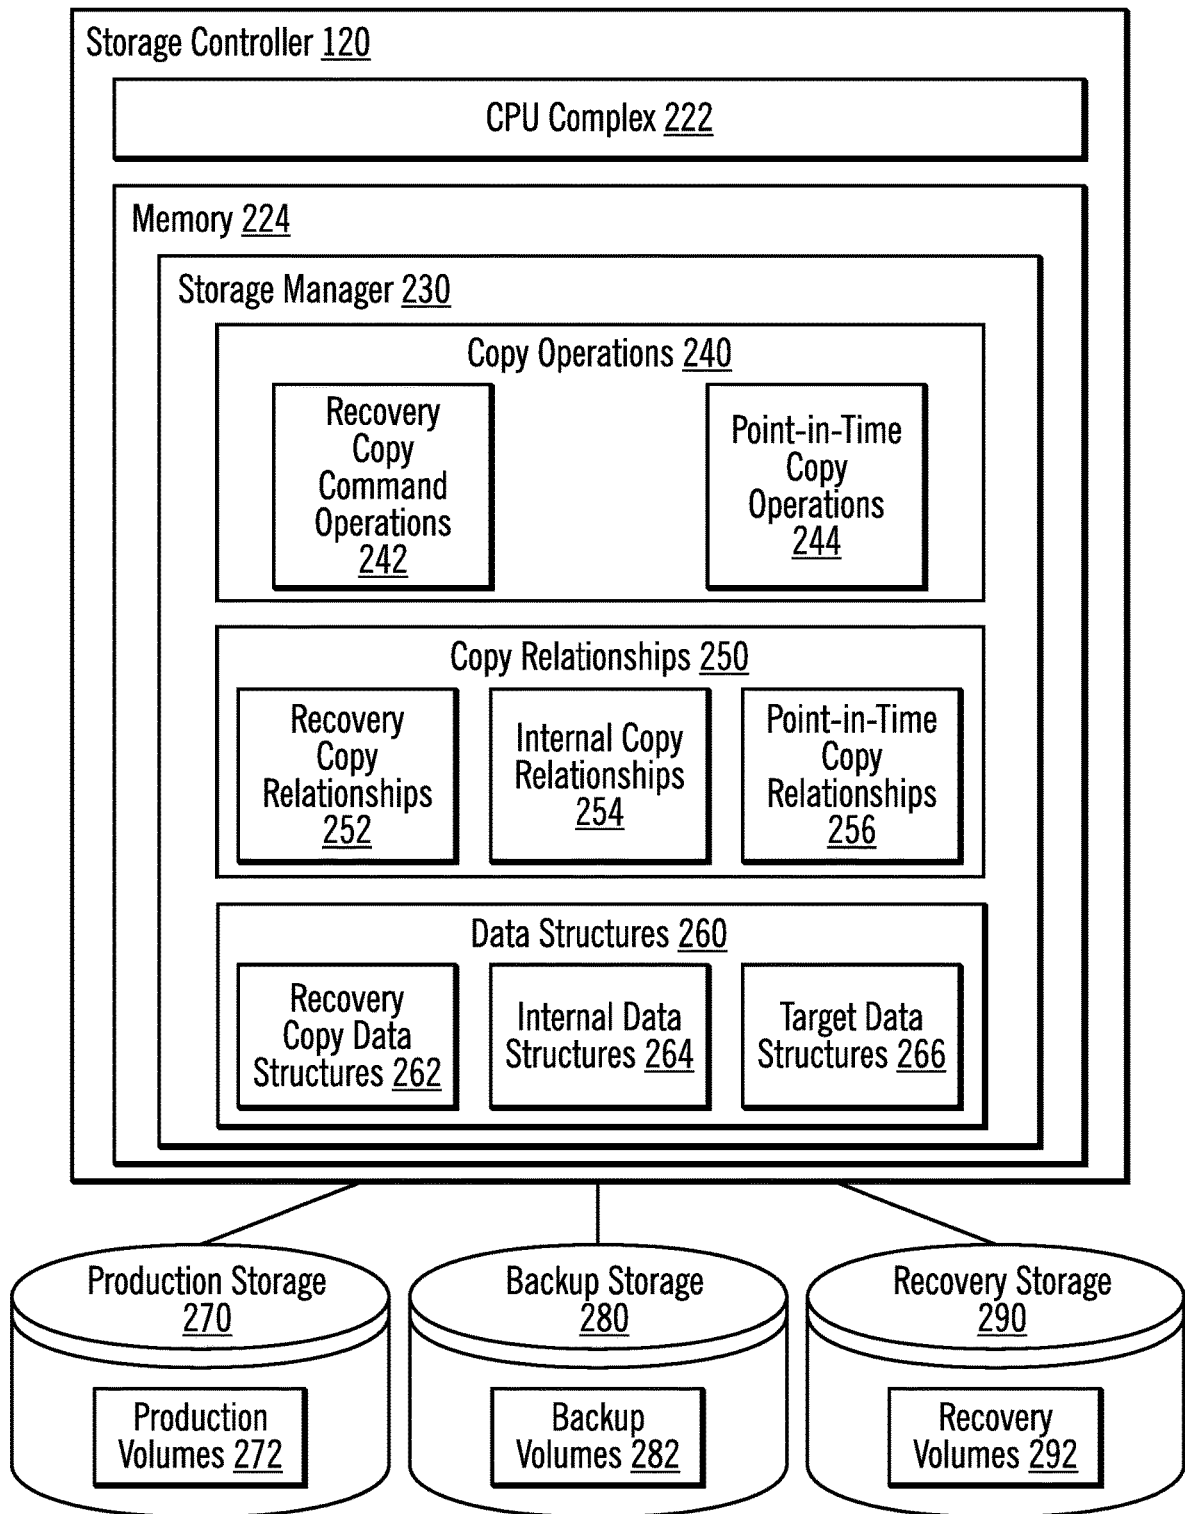 Storage Controller 120
CPU Complex 222
Memory 224
Storage Manager 230
Copy Operations 240
Recovery
Copy
Command
Operations
242
Point-in-Time
Copy
Operations
244
Copy Relationships 250
Recovery
Copy
Relationships
252
Internal Copy
Relationships
254
Point-in-Time
Copy
Relationships
256
Data Structures 260
Recovery
Copy Data
Structures 262
Internal Data
Structures 264
Target Data
Structures 266
Production Storage
270
Production
Volumes 272
Backup Storage
280
Backup
Volumes 282
Recovery Storage
290
Recovery
Volumes 292